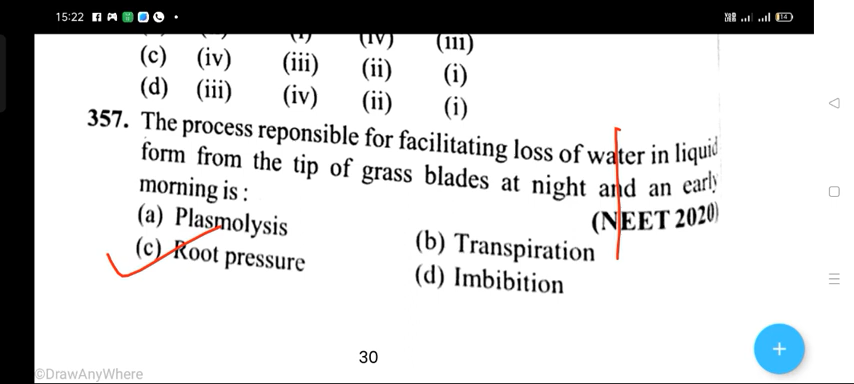 15:22
(iv) (iii)
(c) (iv) (iii) (ii) (i)
(d) (iii) (iv) (ii) (i)
357. The process reponsible for facilitating loss of water in liquid
form from the tip of grass blades at night and an early
morning is :
(NEET 2020)
(a) Plasmolysis
(b) Transpiration
(c) Root pressure
(d) Imbibition
30
©DrawAnyWhere